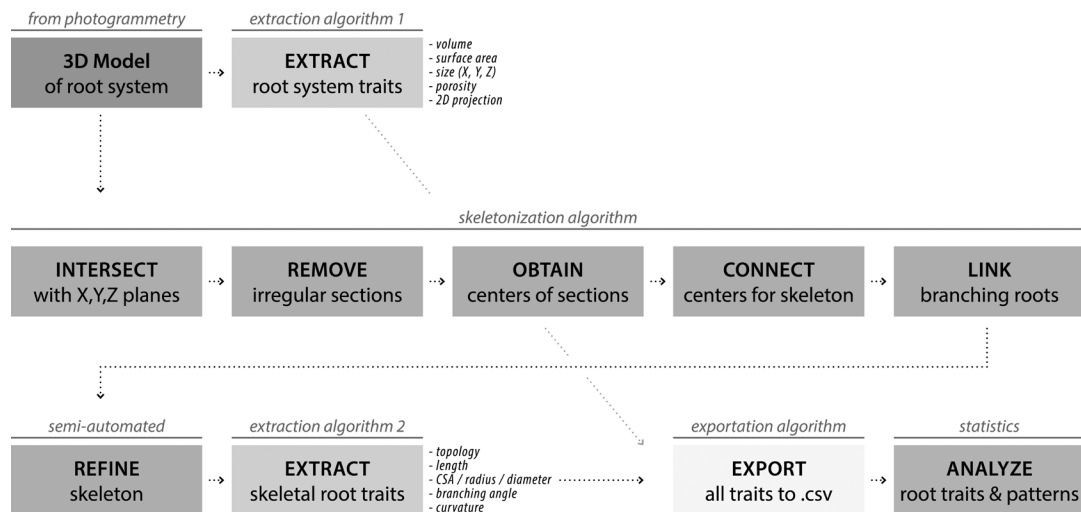 from photogrammetry
extraction algorithm 1
3D Model
of root system
EXTRACT
root system traits
- volume
- surface area
- size (X, Y, Z)
- porosity
- 2D projection
skeletonization algorithm
INTERSECT
with X,Y,Z planes
REMOVE
irregular sections
OBTAIN
centers of sections
CONNECT
centers for skeleton
LINK
branching roots
semi-automated
extraction algorithm 2
exportation algorithm
statistics
REFINE
skeleton
EXTRACT
skeletal root traits
- topology
- length
- CSA / radius / diameter
- branching angle
- curvature
EXPORT
all traits to .csv
ANALYZE
root traits & patterns